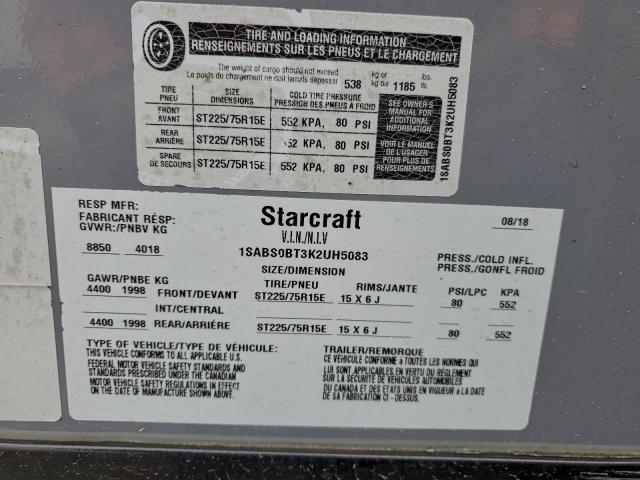 TIRE AND LOADING INFORMATION
RENSEIGNEMENTS SUR LES PNEUS ET LE CHARGEMENT
The weight of cargo should not exceed
Le poids du chargement ne doit jamais dépasser 538 kg or kg ou 1185 lbs. lb.
TIRE PNEU SIZE DIMENSIONS COLD TIRE PRESSURE PRESSION DES PNEUS A FROID
FRONT AVANT ST225/75R15E 552 KPA, 80 PSI
REAR ARRIÈRE ST225/75R15E 52 KPA, 80 PSI
SPARE DE SECOURS ST225/75R15E 552 KPA, 80 PSI
SEE OWNER'S
MANUAL FOR
ADDITIONAL
INFORMATION
VOIR LE MANUEL
DE L'USAGER
POUR PLUS DE
RENSEIGNEMENTS
1SABS0BT3K2UH5083
RESP MFR:
FABRICANT RÉSP:
GVWR:/PNBV KG
8850 4018
Starcraft
V.I.N./N.I.V
1SABS0BT3K2UH5083
08/18
SIZE/DIMENSION
PRESS./COLD INFL.
PRESS./GONFL FROID
GAWR/PNBE KG TIRE/PNEU RIMS/JANTE PSI/LPC KPA
4400 1998 FRONT/DEVANT ST225/75R15E 15 X 6 J 80 552
INT/CENTRAL
4400 1998 REAR/ARRIÉRE ST225/75R15E 15 X 6 J 80 552
TYPE OF VEHICLE/TYPE DE VÉHICULE: TRAILER/REMORQUE
THIS VEHICLE CONFORMS TO ALL APPLICABLE U.S.
FEDERAL MOTOR VEHICLE SAFETY STANDARDS AND
STANDARDS PRESCRIBED UNDER THE CANADIAN
MOTOR VEHICLE SAFETY REGULATIONS IN EFFECT
ON THE DATE OF MANUFACTURE SHOWN ABOVE.
CE VÉHICULE CONFORME À TOUTES LES NORMES QUI
LUI SONT APPLICABLES, EN VERTU DU RÈGLEMENT
SUR LA SÉCURITÉ DE VÉHICULES AUTOMOBILES
DU CANADA ET DES ÉTATS UNIS EN VIGUEUR À LA DATE
DE SA FABRICATION CI - DESSUS.